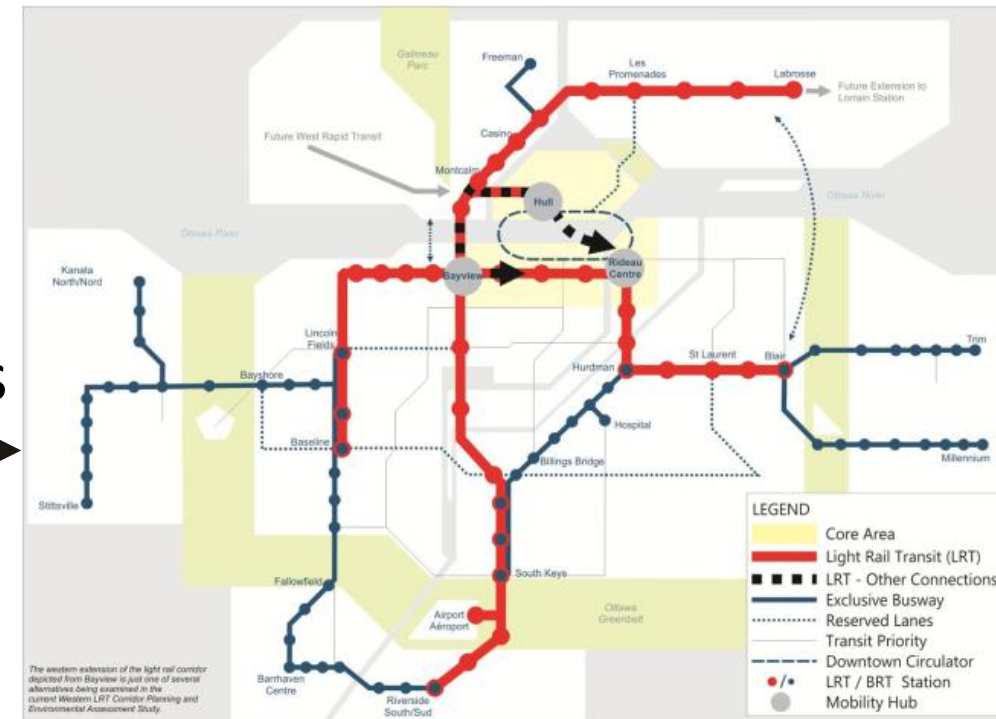 Gatineau
Parc
Freeman
Les
Promenades
Labrosse
Future Extension to
Lorrain Station
Future West Rapid Transit
Casino
Montcalm
Hull
Ottawa River
Ottawa River
Kanata
North/Nord
Bayview
Rideau
Centre
Lincoln
Fields
Bayshore
Hurdman
St Laurent
Blair
Trim
S
Baseline
Hospital
Billings Bridge
Millennium
Stittsville
LEGEND
Core Area
Light Rail Transit (LRT)
LRT - Other Connections
Exclusive Busway
Reserved Lanes
Transit Priority
Downtown Circulator
LRT / BRT Station
Mobility Hub
Fallowfield
South Keys
Airport
Aéroport
Ottawa
Greenbelt
Barrhaven
Centre
Riverside
South/Sud
The western extension of the light rail corridor
depicted from Bayview is just one of several
alternatives being examined in the
current Western LRT Corridor Planning and
Environmental Assessment Study.